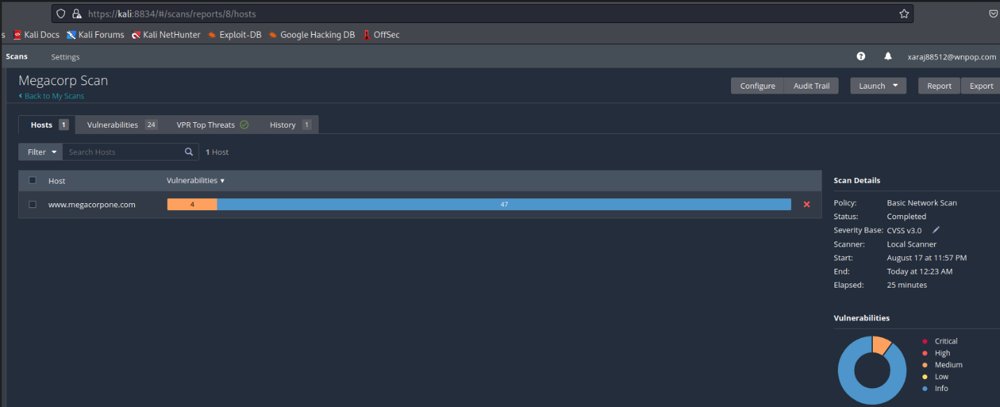 https://kali:8834/#/scans/reports/8/hosts
s Kali Docs Kali Forums Kali NetHunter Exploit-DB Google Hacking DB OffSec
Scans Settings xaraj88512@wnpop.com
Megacorp Scan
Back to My Scans
Configure Audit Trail Launch Report Export
Hosts 1 Vulnerabilities 24 VPR Top Threats History 1
Filter Search Hosts 1 Host
Host Vulnerabilities
www.megacorpone.com 4 47
Scan Details
Policy: Basic Network Scan
Status: Completed
Severity Base: CVSS v3.0
Scanner: Local Scanner
Start: August 17 at 11:57 PM
End: Today at 12:23 AM
Elapsed: 25 minutes
Vulnerabilities
Critical
High
Medium
Low
Info